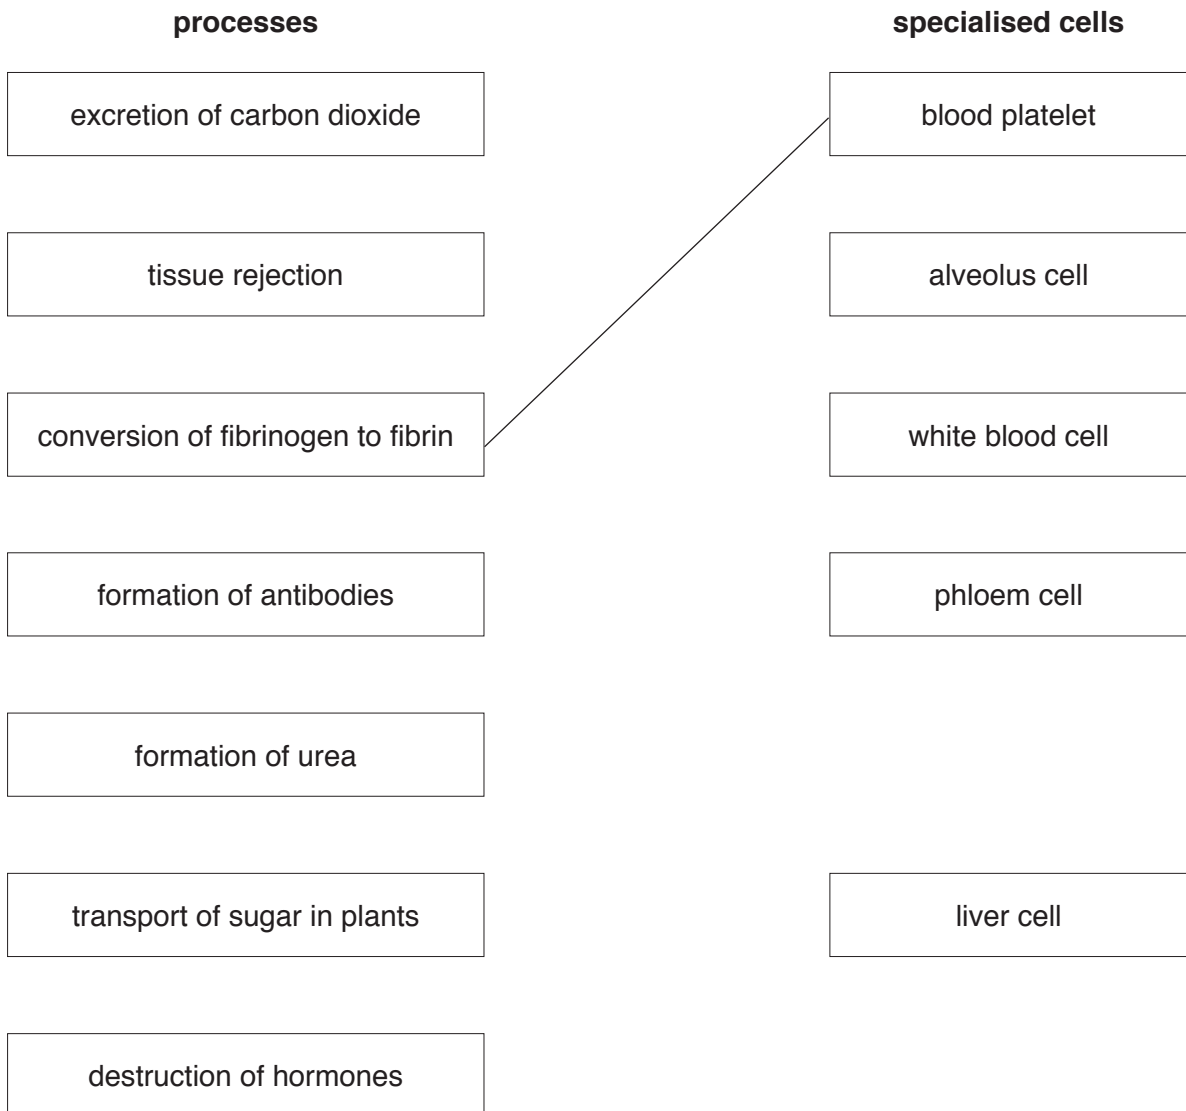 processes
specialised cells
excretion of carbon dioxide
blood platelet
tissue rejection
alveolus cell
conversion of fibrinogen to fibrin
white blood cell
formation of antibodies
phloem cell
formation of urea
transport of sugar in plants
liver cell
destruction of hormones